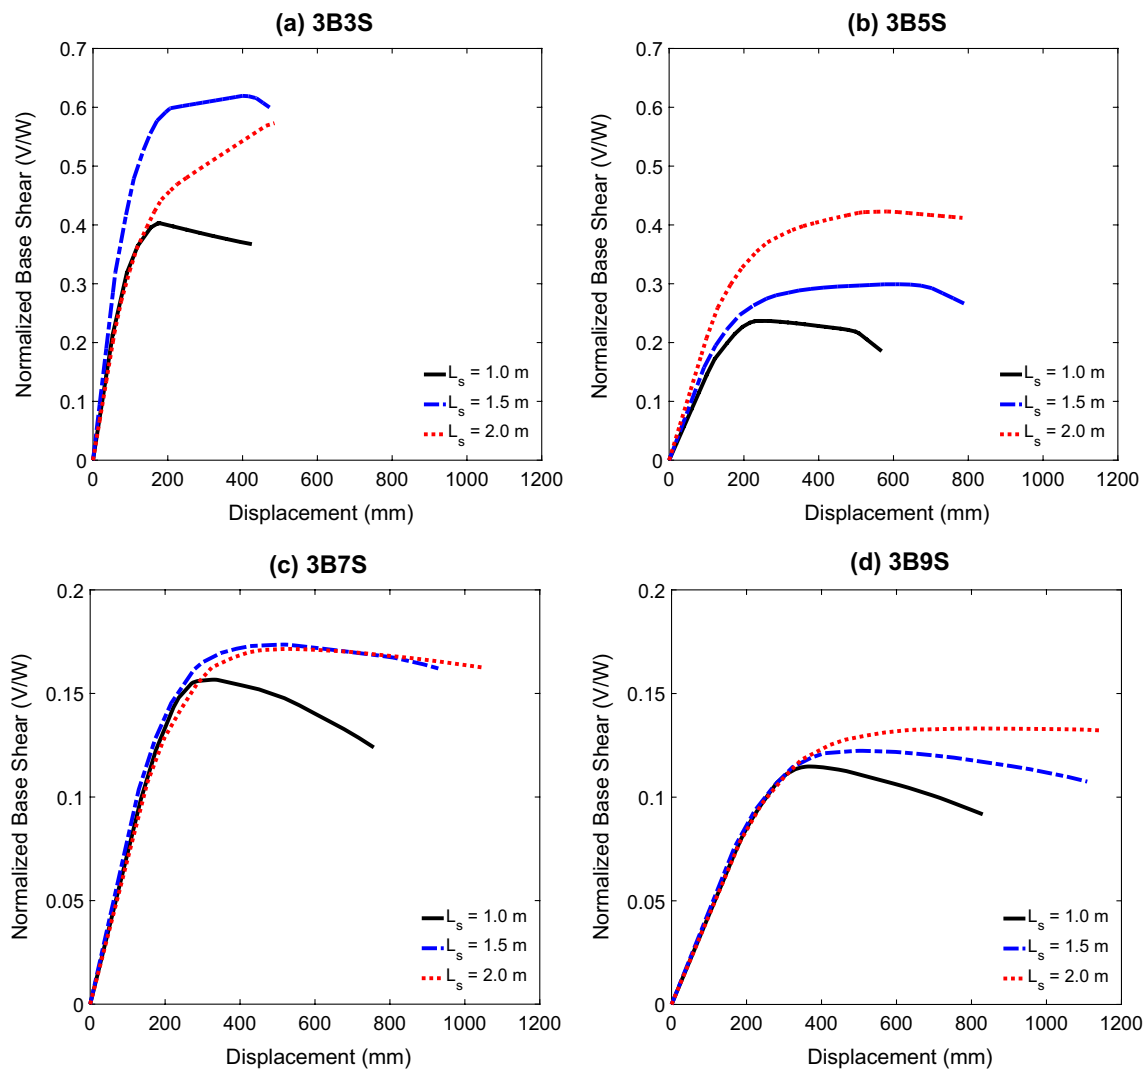 (a) 3B3S
Normalized Base Shear (V/W)
0.7
0.6
0.5
0.4
0.3
0.2
0.1
0
L_s = 1.0 m
L_s = 1.5 m
L_s = 2.0 m
0 200 400 600 800 1000 1200
Displacement (mm)
(b) 3B5S
Normalized Base Shear (V/W)
0.7
0.6
0.5
0.4
0.3
0.2
0.1
0
L_s = 1.0 m
L_s = 1.5 m
L_s = 2.0 m
0 200 400 600 800 1000 1200
Displacement (mm)
(c) 3B7S
Normalized Base Shear (V/W)
0.2
0.15
0.1
0.05
0
L_s = 1.0 m
L_s = 1.5 m
L_s = 2.0 m
0 200 400 600 800 1000 1200
Displacement (mm)
(d) 3B9S
Normalized Base Shear (V/W)
0.2
0.15
0.1
0.05
0
L_s = 1.0 m
L_s = 1.5 m
L_s = 2.0 m
0 200 400 600 800 1000 1200
Displacement (mm)